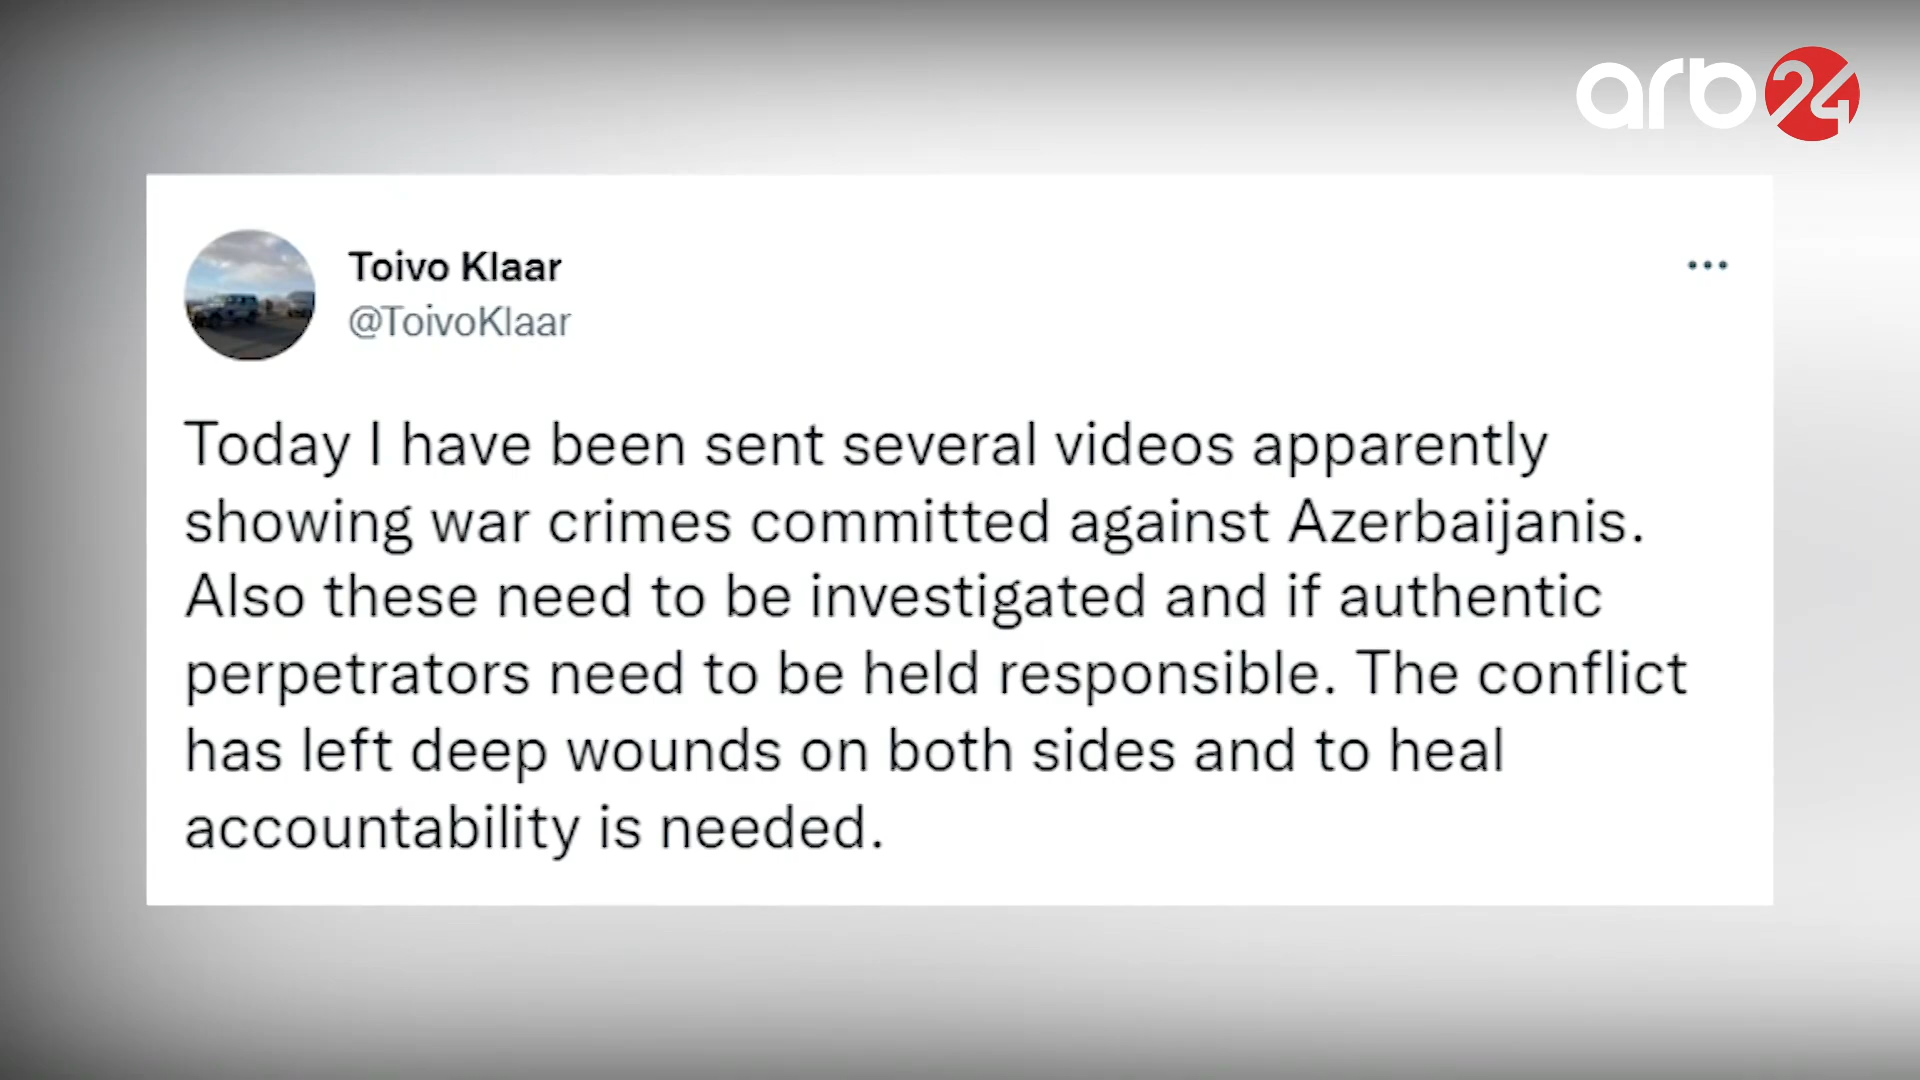 arb24
Toivo Klaar
@ToivoKlaar
Today I have been sent several videos apparently
showing war crimes committed against Azerbaijanis.
Also these need to be investigated and if authentic
perpetrators need to be held responsible. The conflict
has left deep wounds on both sides and to heal
accountability is needed.